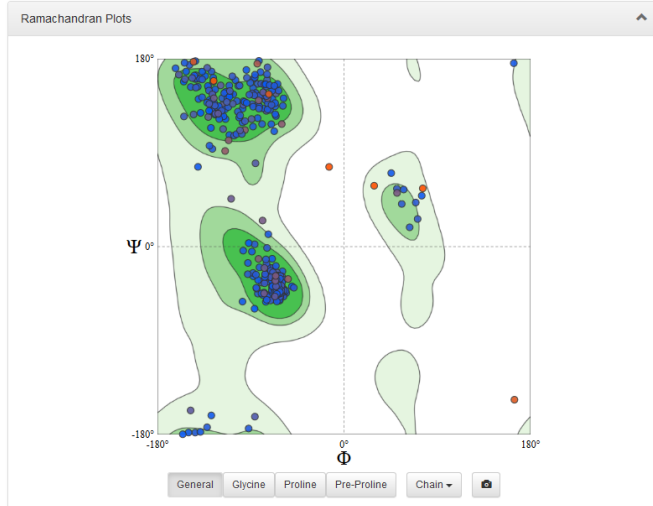 Ramachandran Plots
180°
Ψ 0°
-180°
-180° 0° 180°
Φ
General Glycine Proline Pre-Proline Chain